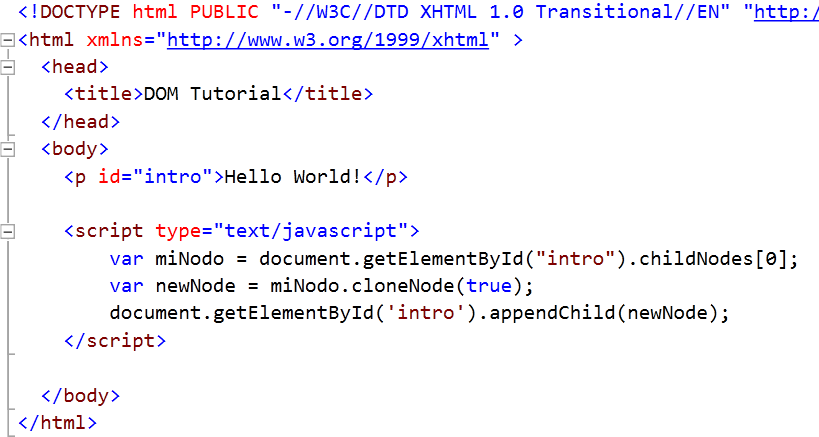 <!DOCTYPE html PUBLIC "-//W3C//DTD XHTML 1.0 Transitional//EN" "http:/
<html xmlns="http://www.w3.org/1999/xhtml" >
<head>
<title>DOM Tutorial</title>
</head>
<body>
<p id="intro">Hello World!</p>
<script type="text/javascript">
var miNodo = document.getElementById("intro").childNodes[0];
var newNode = miNodo.cloneNode(true);
document.getElementById('intro').appendChild(newNode);
</script>
</body>
</html>